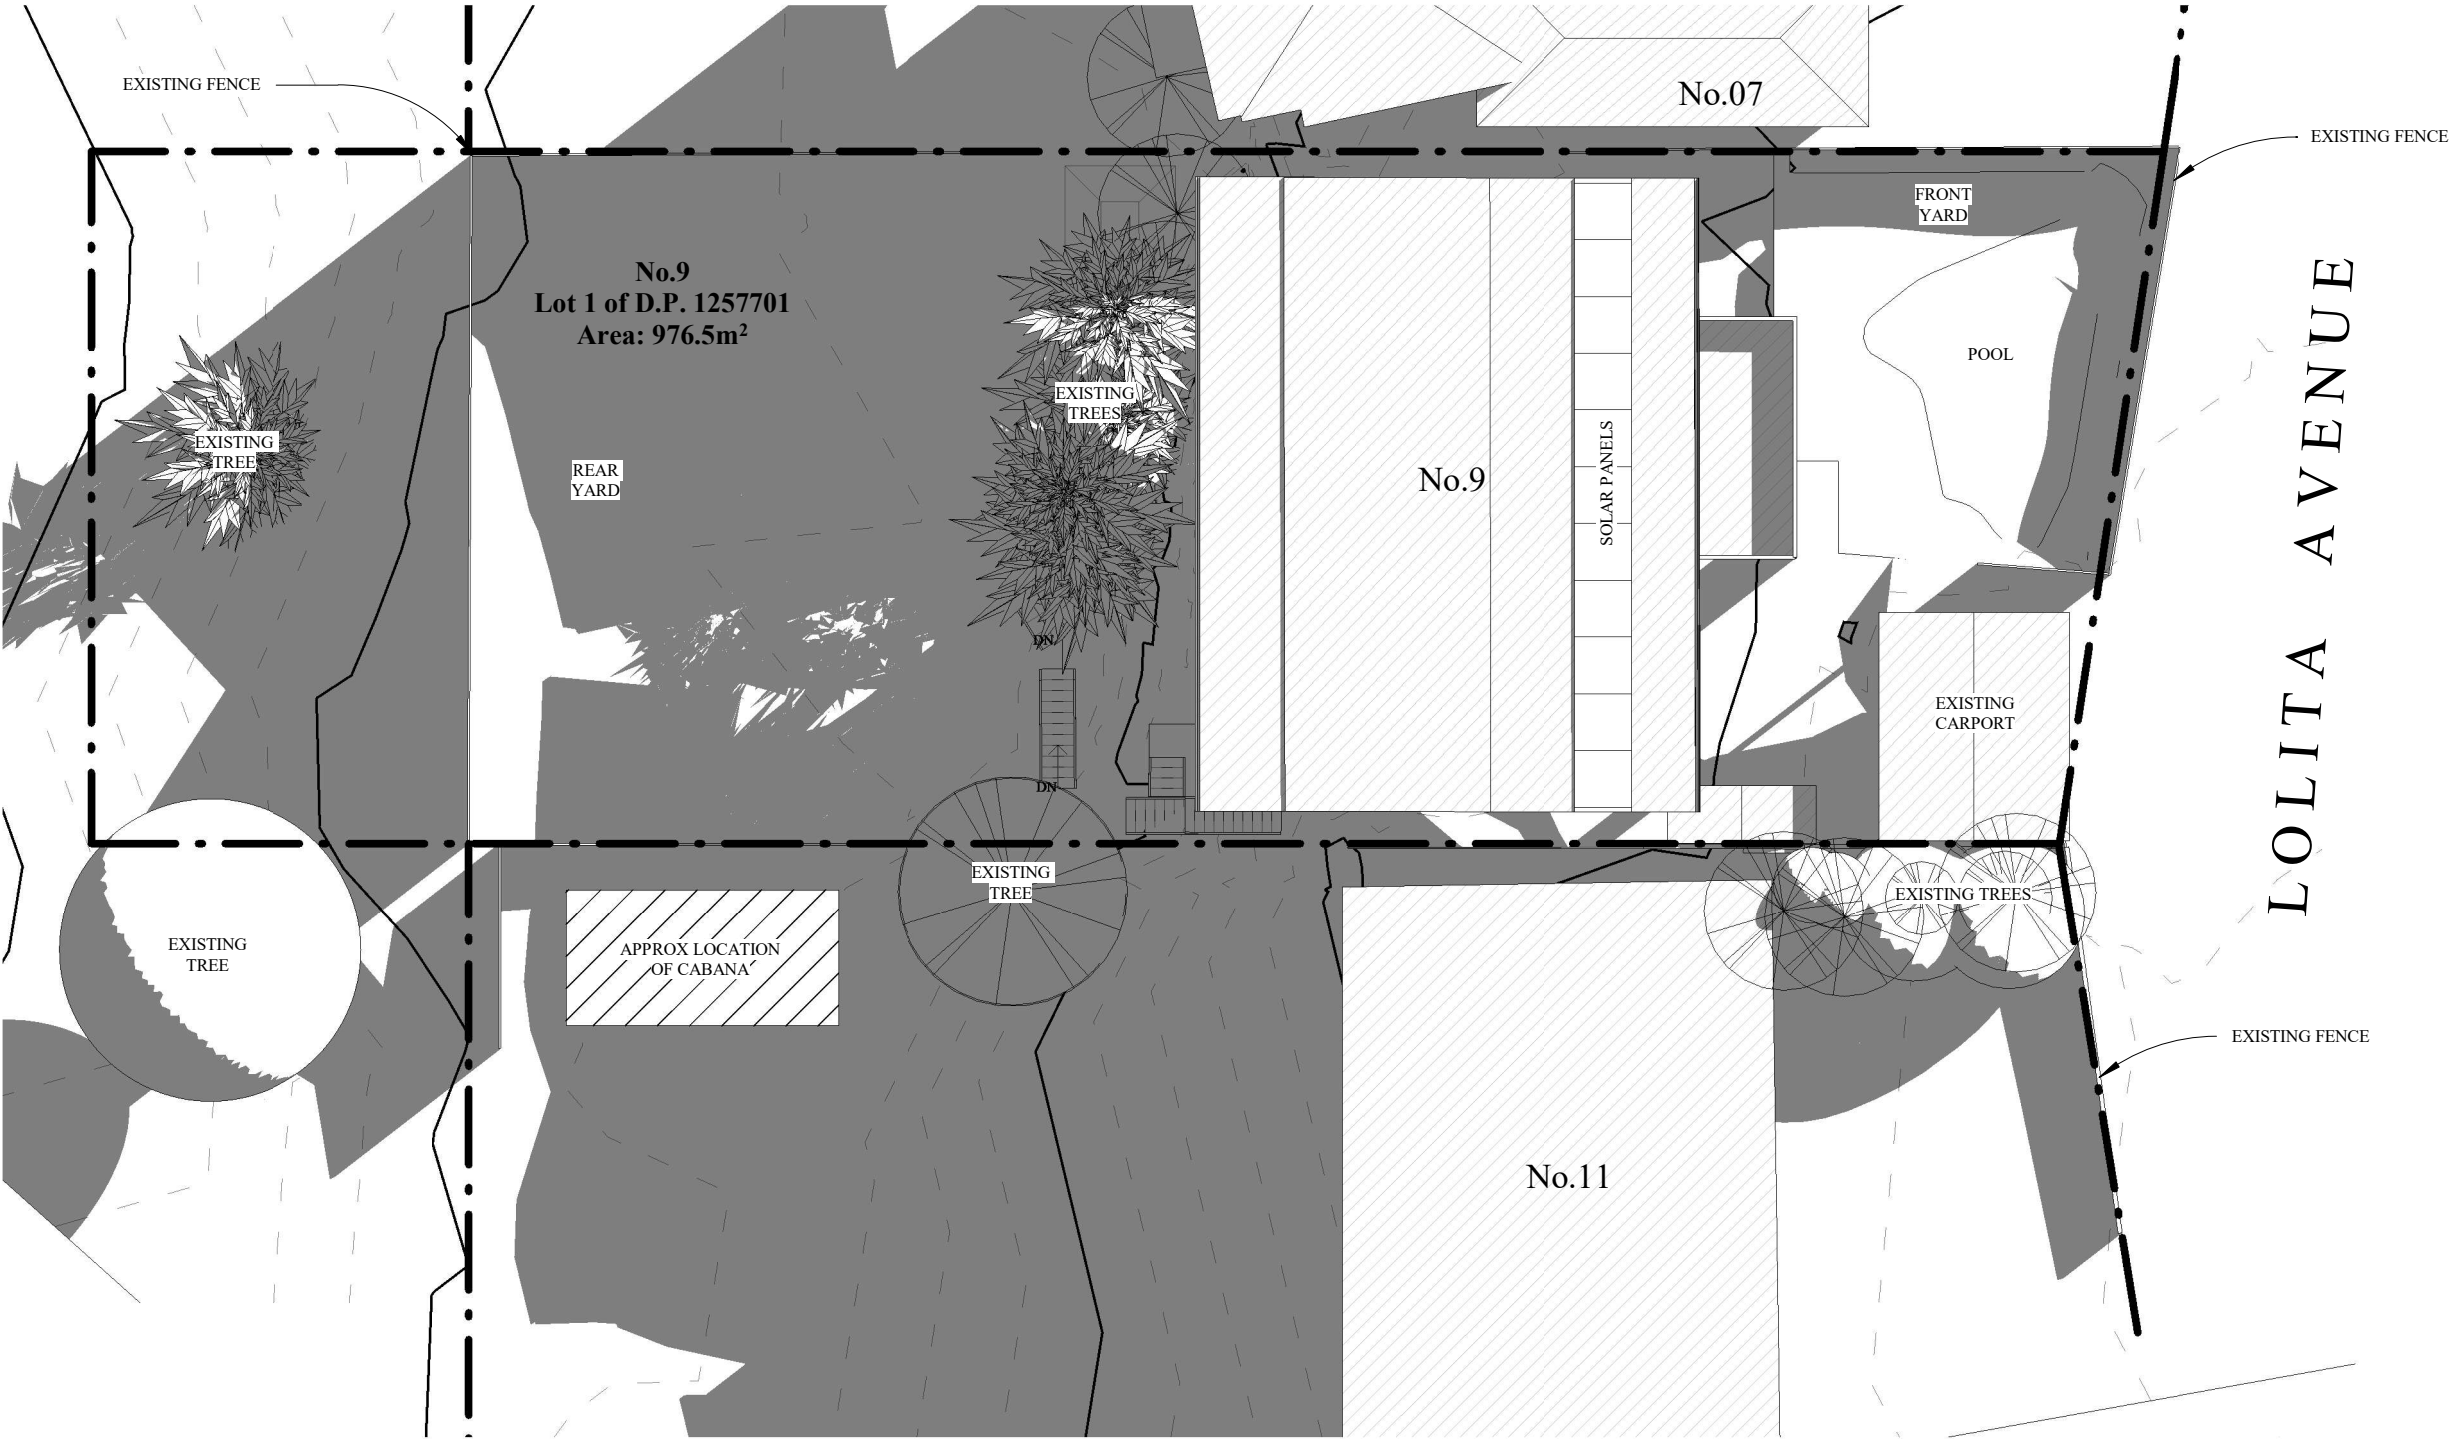 EXISTING FENCE
No.07
EXISTING FENCE
FRONT
YARD
No.9
Lot 1 of D.P. 1257701
Area: 976.5m²
POOL
EXISTING
TREES
EXISTING
TREE
REAR
YARD
No.9
SOLAR PANELS
LOLITA AVENUE
DN
EXISTING
CARPORT
DN
EXISTING
TREE
EXISTING TREES
EXISTING
TREE
APPROX LOCATION
OF CABANA
EXISTING FENCE
No.11